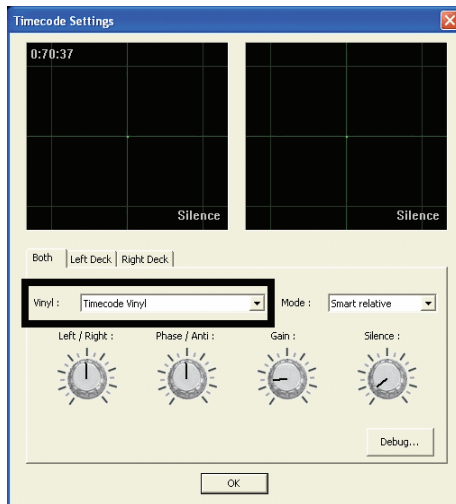 Timecode Settings
0:70:37
Silence
Silence
Both Left Deck Right Deck
Vinyl : Timecode Vinyl Mode : Smart relative
Left / Right : Phase / Anti : Gain : Silence :
Debug...
OK